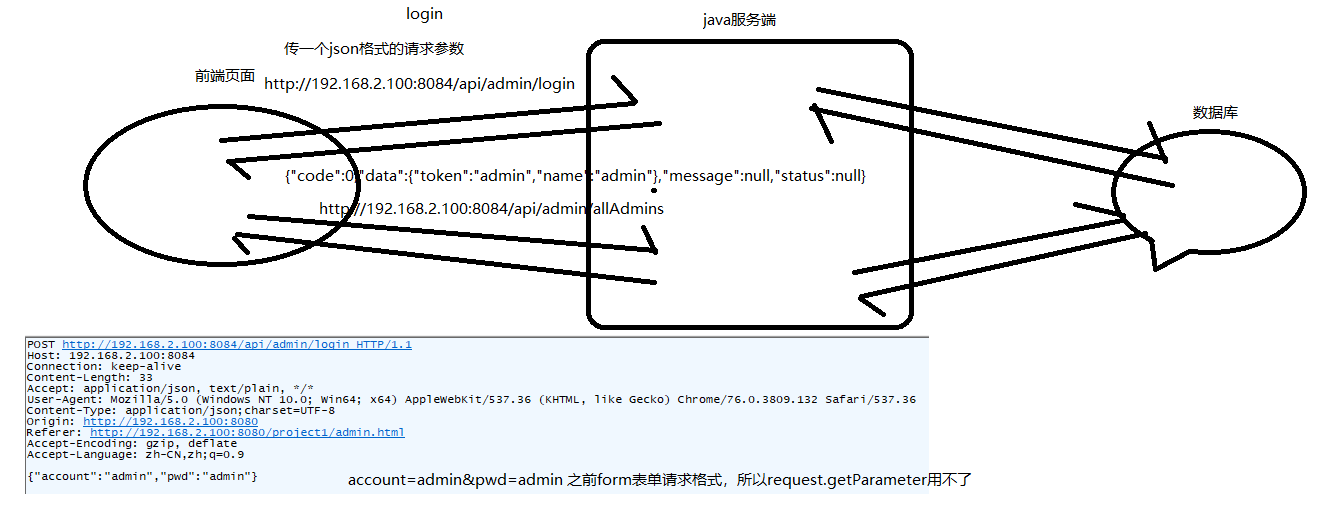 login
java服务端
传一个json格式的请求参数
前端页面
http://192.168.2.100:8084/api/admin/login
数据库
{"code":0,"data":{"token":"admin","name":"admin"},"message":null,"status":null}
http://192.168.2.100:8084/api/admin/allAdmins
POST http://192.168.2.100:8084/api/admin/login HTTP/1.1
Host: 192.168.2.100:8084
Connection: keep-alive
Content-Length: 33
Accept: application/json, text/plain, */*
User-Agent: Mozilla/5.0 (Windows NT 10.0; Win64; x64) AppleWebKit/537.36 (KHTML, like Gecko) Chrome/76.0.3809.132 Safari/537.36
Content-Type: application/json;charset=UTF-8
Origin: http://192.168.2.100:8080
Referer: http://192.168.2.100:8080/project1/admin.html
Accept-Encoding: gzip, deflate
Accept-Language: zh-CN,zh;q=0.9
{"account":"admin","pwd":"admin"}
account=admin&pwd=admin 之前form表单请求格式，所以request.getParameter用不了